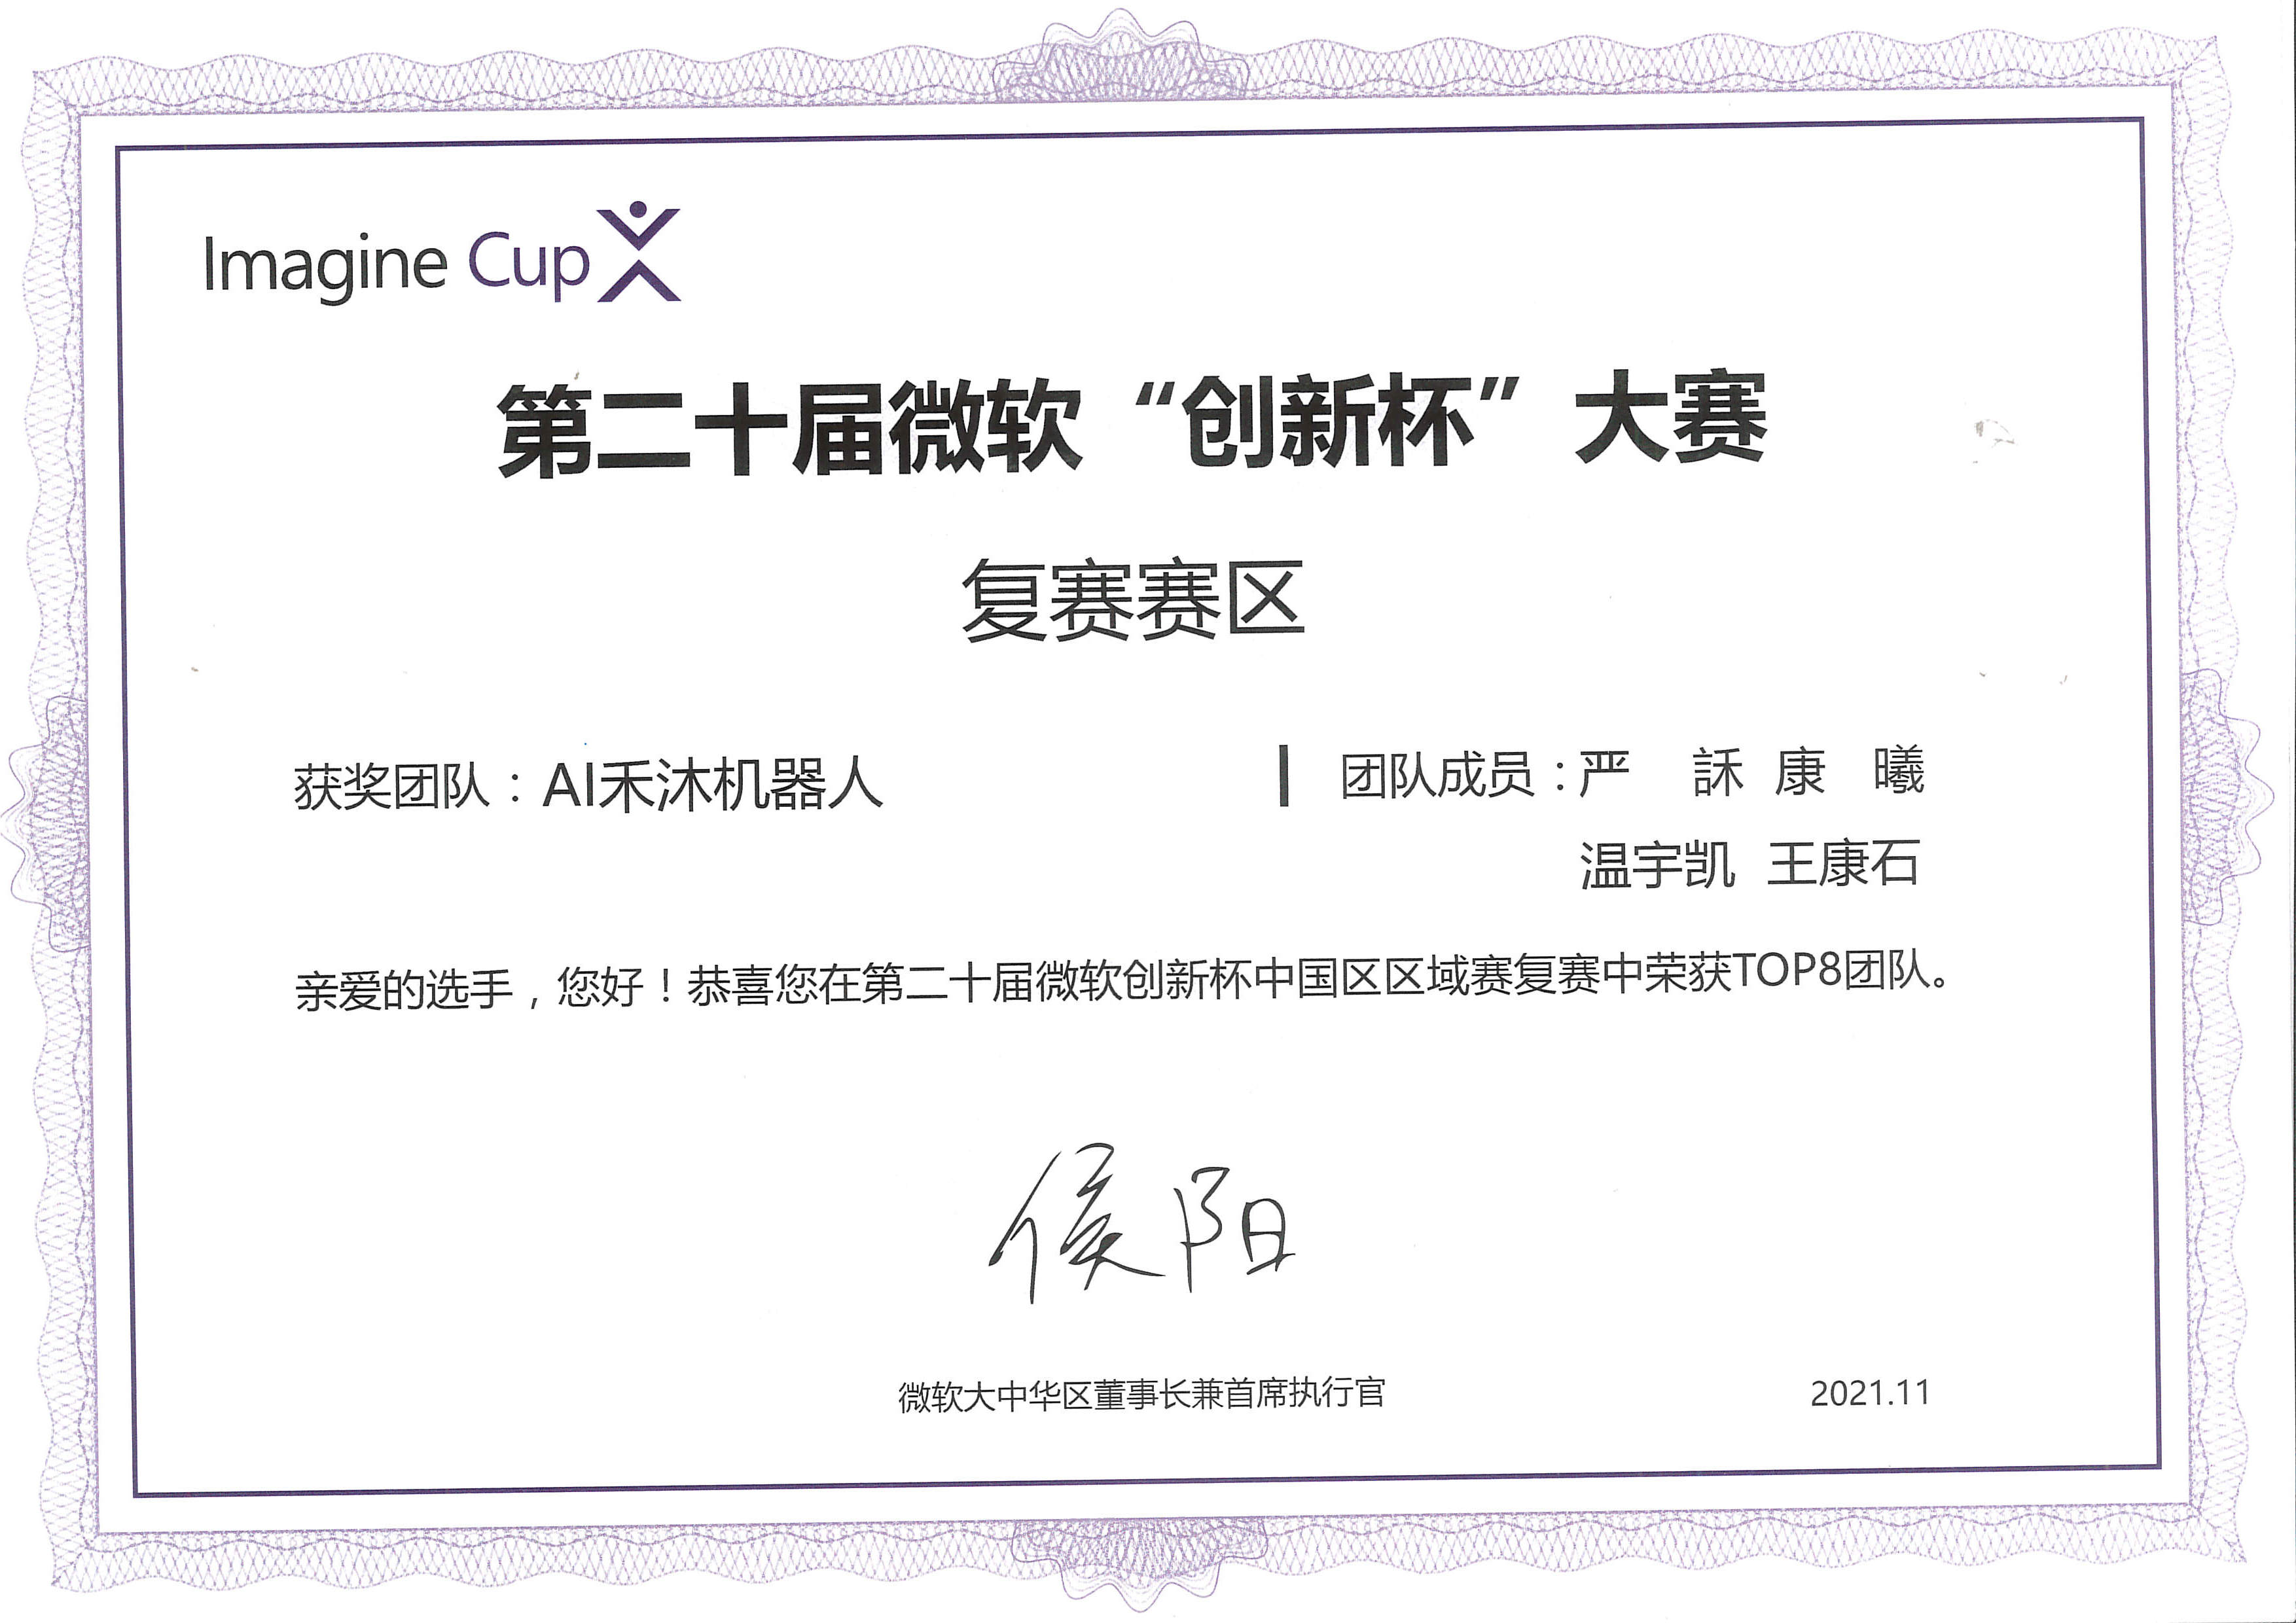 Imagine Cup
第二十届微软“创新杯”大赛
复赛赛区
获奖团队：AI禾沐机器人
团队成员：严 訸 康 曦
温宇凯 王康石
亲爱的选手，您好！恭喜您在第二十届微软创新杯中国区区域赛复赛中荣获TOP8团队。
侯阳
微软大中华区董事长兼首席执行官
2021.11